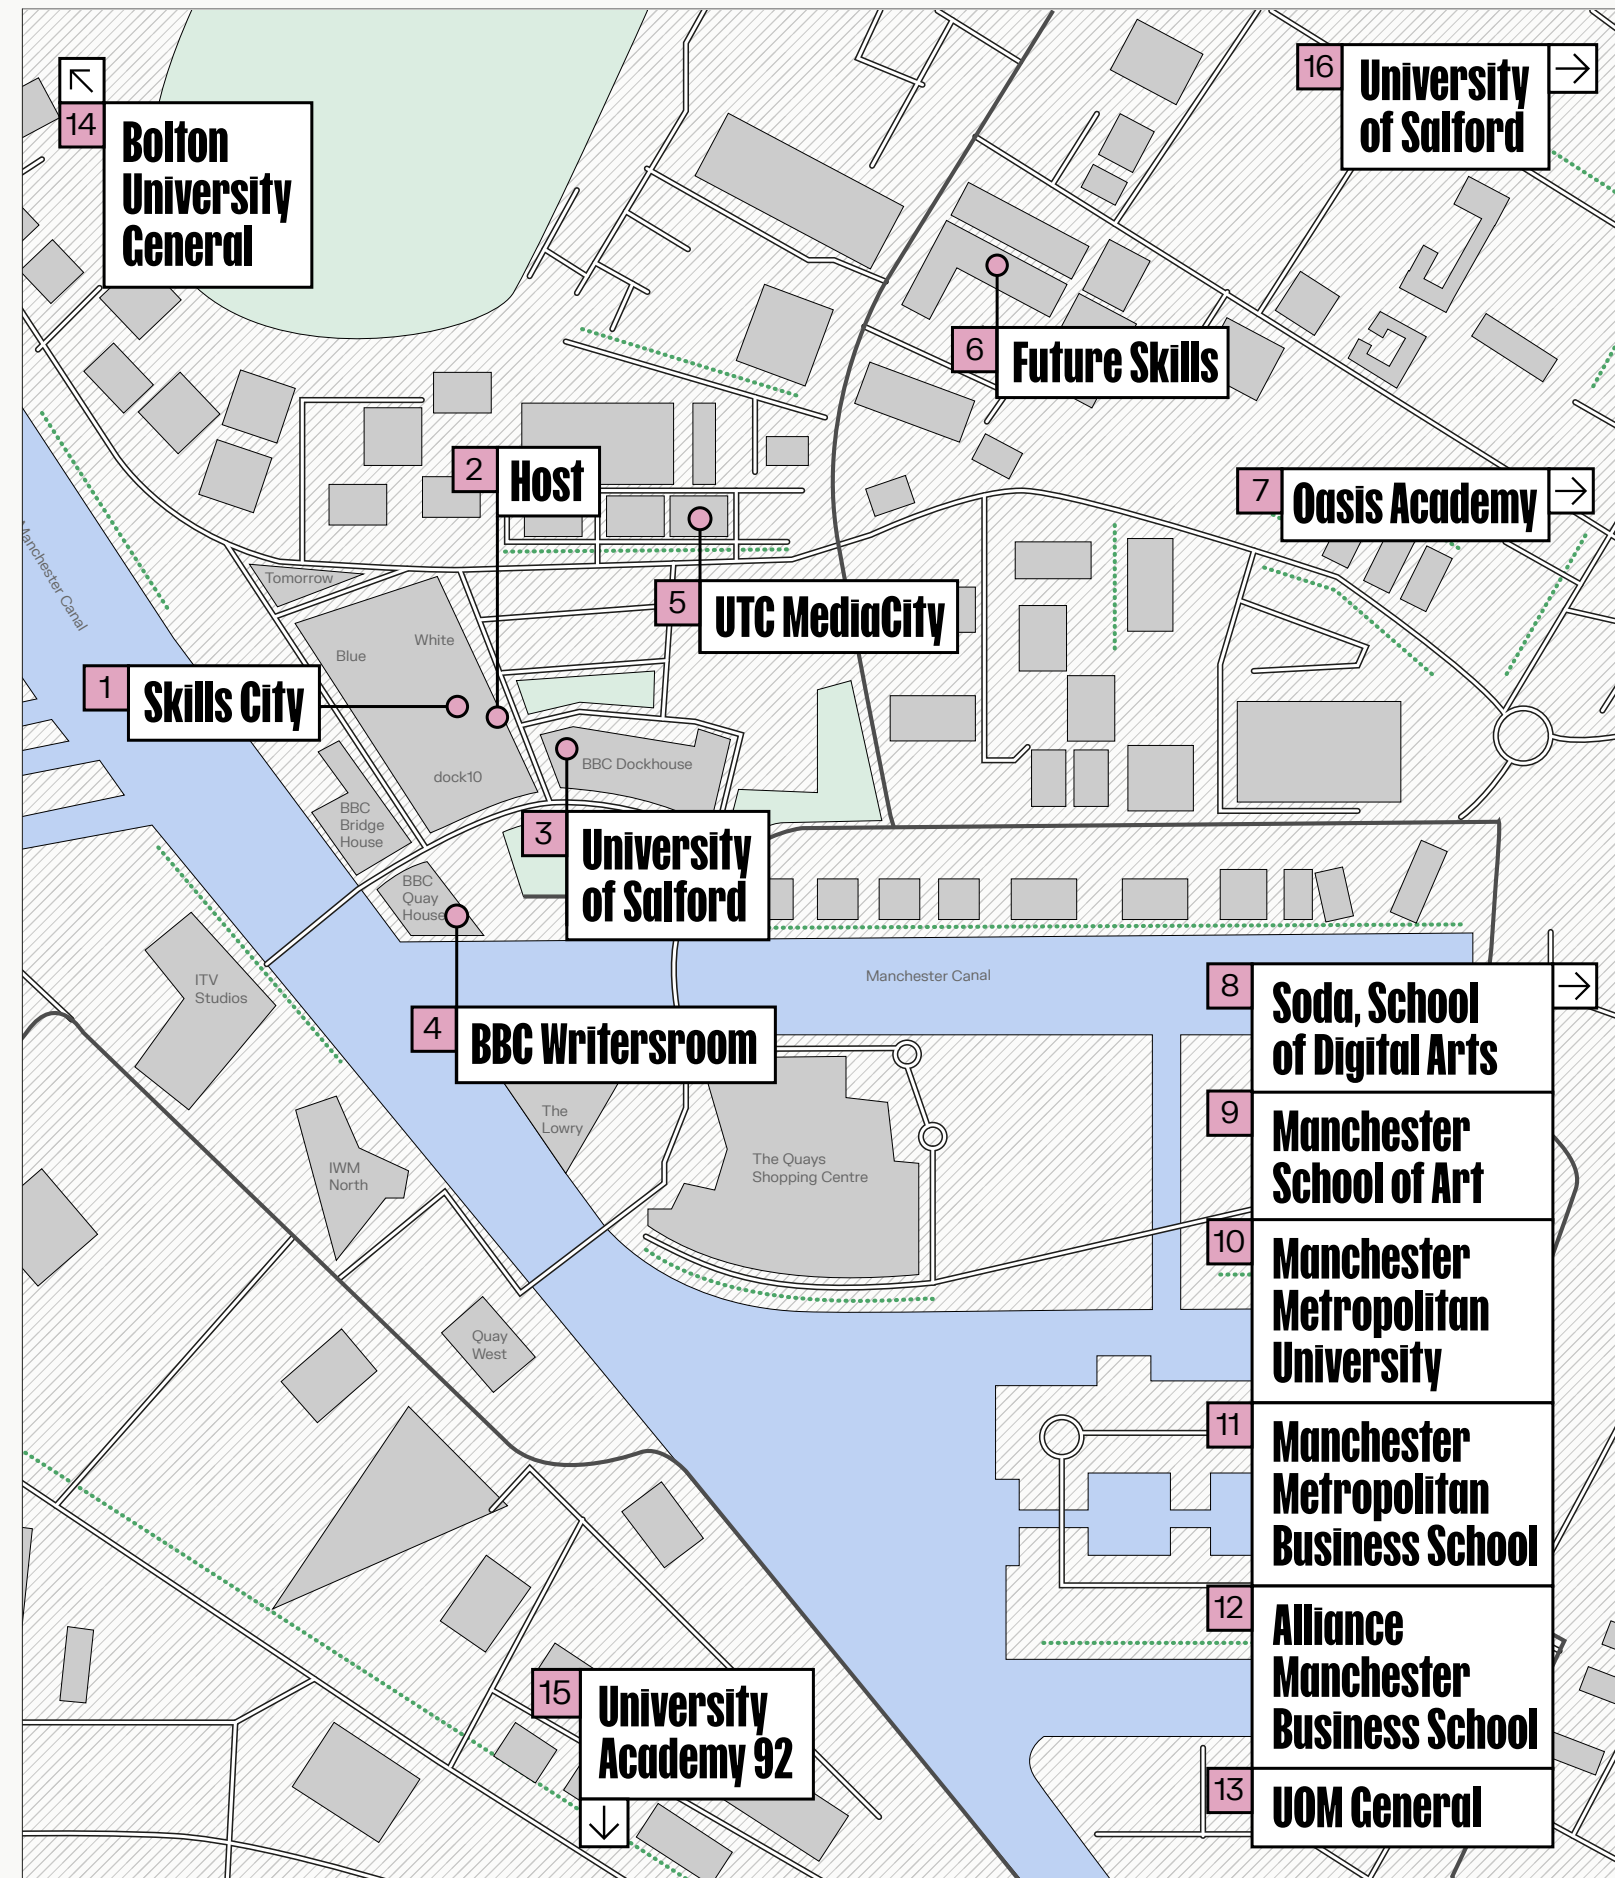 14
Bolton
University
General
16
University
of Salford
6
Future Skills
2
Host
7
Oasis Academy
Manchester Canal
Tomorrow
5
UTC MediaCity
White
Blue
1
Skills City
dock10
BBC Dockhouse
BBC
Bridge
House
3
University
of Salford
BBC
Quay
House
ITV
Studios
Manchester Canal
4
BBC Writersroom
8
Soda, School
of Digital Arts
The
Lowry
9
Manchester
School of Art
The Quays
Shopping Centre
IWM
North
10
Manchester
Metropolitan
University
Quay
West
11
Manchester
Metropolitan
Business School
12
Alliance
Manchester
Business School
15
University
Academy 92
13
UOM General